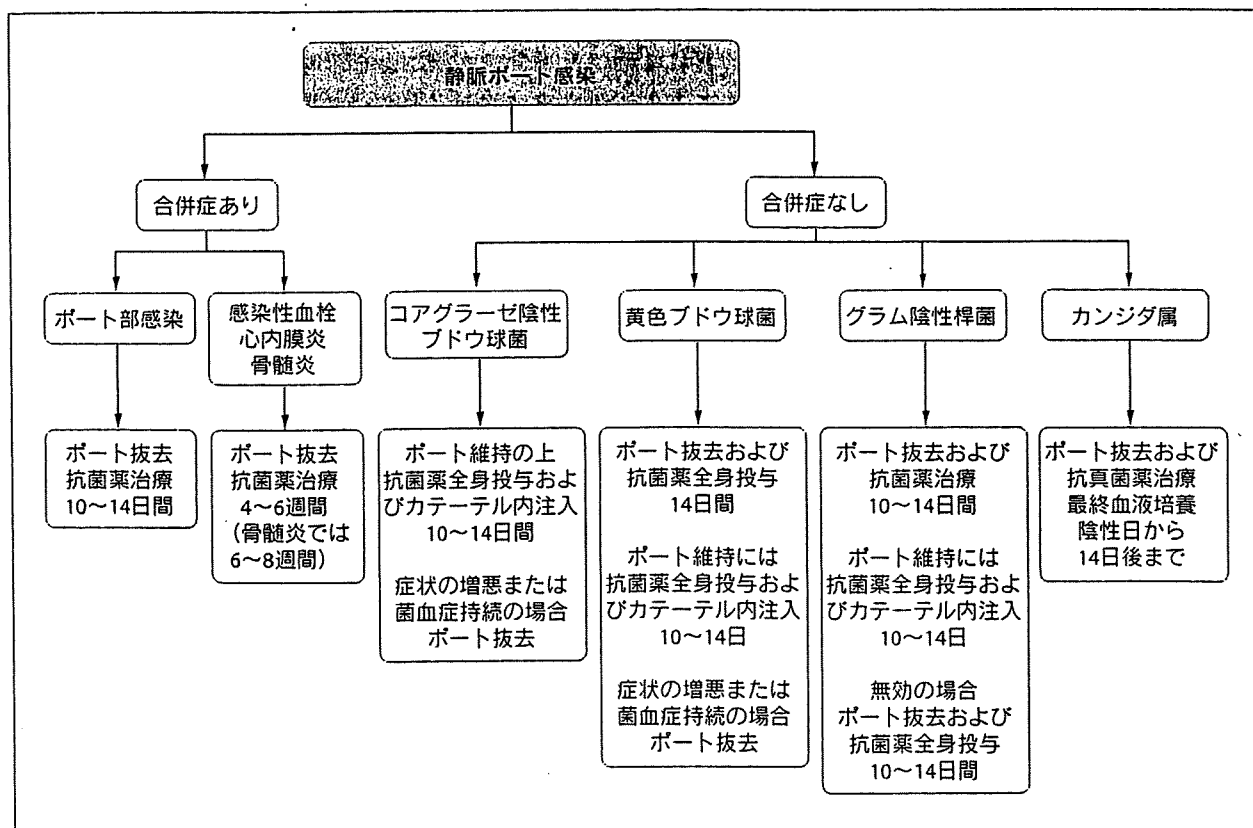 静脈ポート感染
合併症あり
合併症なし
ポート部感染
感染性血栓
心内膜炎
骨髄炎
コアグラーゼ陰性
ブドウ球菌
黄色ブドウ球菌
グラム陰性桿菌
カンジダ属
ポート抜去
抗菌薬治療
10〜14日間
ポート抜去
抗菌薬治療
4〜6週間
（骨髄炎では
6〜8週間）
ポート維持の上
抗菌薬全身投与およ
びカテーテル内注入
10〜14日間
症状の増悪または
菌血症持続の場合
ポート抜去
ポート抜去および
抗菌薬全身投与
14日間
ポート維持には
抗菌薬全身投与およ
びカテーテル内注入
10〜14日
症状の増悪または
菌血症持続の場合
ポート抜去
ポート抜去および
抗菌薬治療
10〜14日間
ポート維持には
抗菌薬全身投与およ
びカテーテル内注入
10〜14日
無効の場合
ポート抜去および
抗菌薬全身投与
10〜14日間
ポート抜去および
抗真菌薬治療
最終血液培養
陰性日から
14日後まで